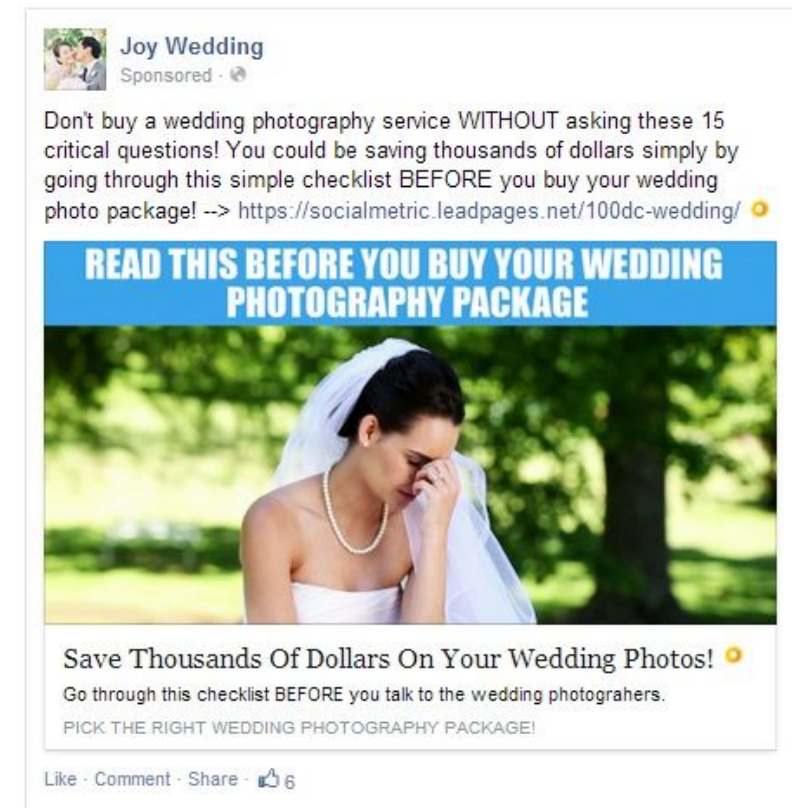 Joy Wedding
Sponsored ·
Don't buy a wedding photography service WITHOUT asking these 15
critical questions! You could be saving thousands of dollars simply by
going through this simple checklist BEFORE you buy your wedding
photo package! --> https://socialmetric.leadpages.net/100dc-wedding/
READ THIS BEFORE YOU BUY YOUR WEDDING
PHOTOGRAPHY PACKAGE
Save Thousands Of Dollars On Your Wedding Photos!
Go through this checklist BEFORE you talk to the wedding photograhers.
PICK THE RIGHT WEDDING PHOTOGRAPHY PACKAGE!
Like · Comment · Share · 6